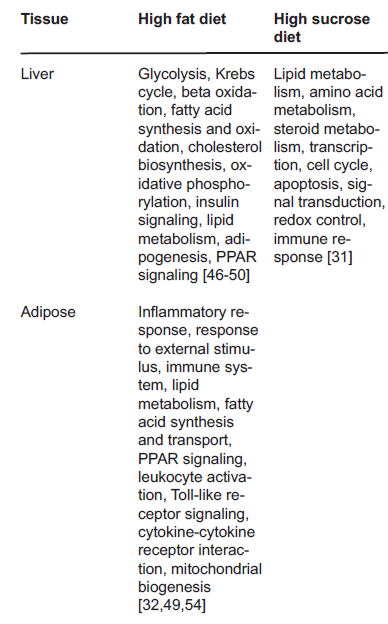 Tissue High fat diet High sucrose
diet
Liver Glycolysis, Krebs Lipid metabo-
cycle, beta oxida- lism, amino acid
tion, fatty acid metabolism,
synthesis and oxi- steroid metabo-
dation, cholesterol lism, transcrip-
biosynthesis, ox- tion, cell cycle,
idative phospho- apoptosis, sig-
rylation, insulin nal transduction,
signaling, lipid redox control,
metabolism, adi- immune re-
pogenesis, PPAR sponse [31]
signaling [46-50]
Adipose Inflammatory re-
sponse, response
to external stimu-
lus, immune sys-
tem, lipid
metabolism, fatty
acid synthesis
and transport,
PPAR signaling,
leukocyte activa-
tion, Toll-like re-
ceptor signaling,
cytokine-cytokine
receptor interac-
tion, mitochondrial
biogenesis
[32,49,54]